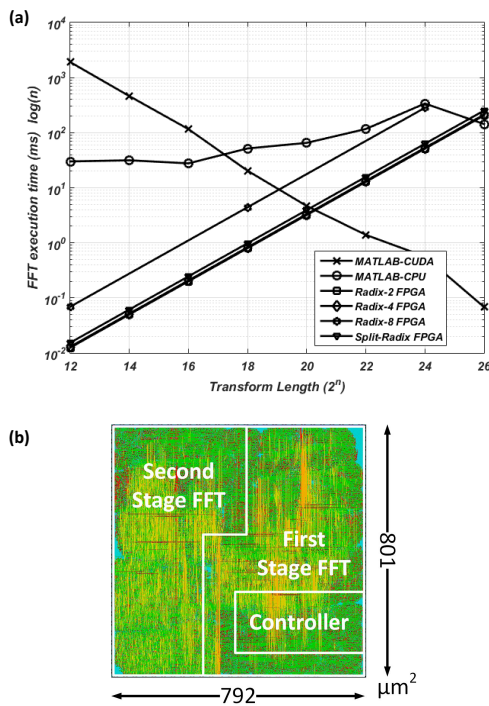 (a)
10^4
10^3
10^2
10^1
10^0
10^-1
10^-2
FFT execution time (ms) log(n)
MATLAB-CUDA
MATLAB-CPU
Radix-2 FPGA
Radix-4 FPGA
Radix-8 FPGA
Split-Radix FPGA
12 14 16 18 20 22 24 26
Transform Length (2^n)
(b)
Second
Stage FFT
First
Stage FFT
Controller
801
792
μm²